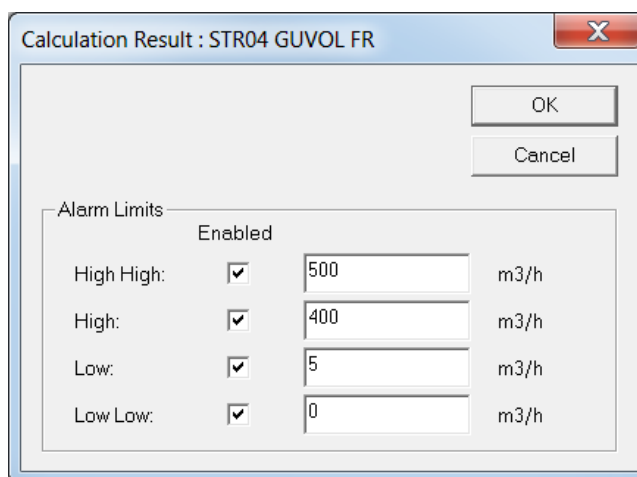 Calculation Result : STR04 GUVOL FR
OK
Cancel
Alarm Limits
Enabled
High High: 500 m3/h
High: 400 m3/h
Low: 5 m3/h
Low Low: 0 m3/h